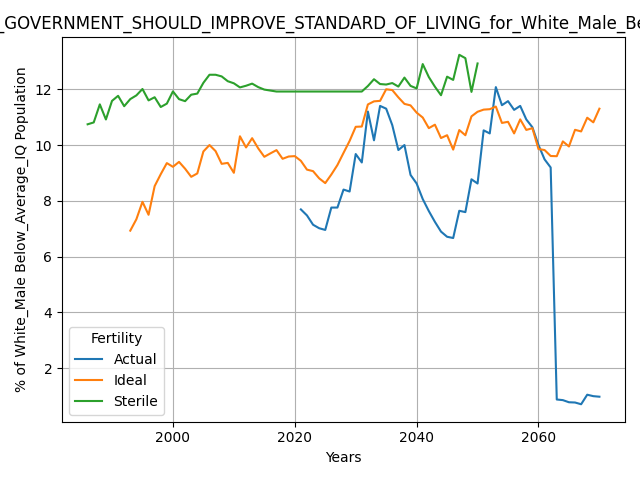 _GOVERNMENT_SHOULD_IMPROVE_STANDARD_OF_LIVING_for_White_Male_Be
% of White_Male Below_Average_IQ Population
12
10
8
6
4
2
Fertility
Actual
Ideal
Sterile
2000
2020
2040
2060
Years